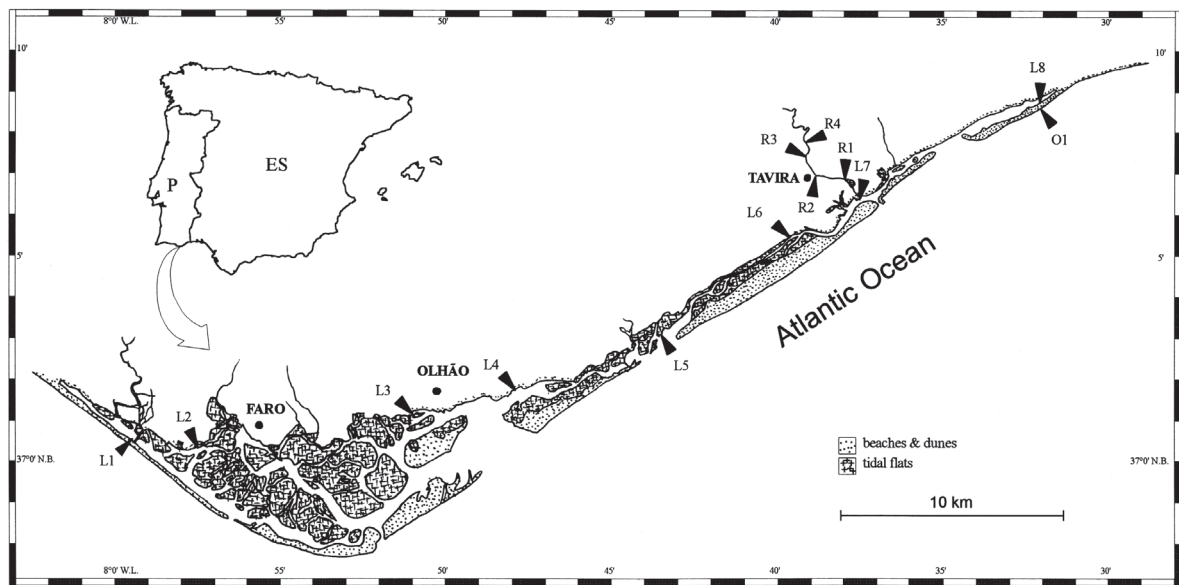 8°0' W.L.
55'
50'
45'
40'
35'
30'
10'
10'
L8
O1
R4
R3
R1
L7
TAVIRA
R2
L6
ES
P
5'
5'
Atlantic Ocean
L5
OLHÃO
L4
L3
FARO
L2
L1
37°0' N.B.
37°0' N.B.
beaches & dunes
tidal flats
10 km
8°0' W.L.
55'
50'
45'
40'
35'
30'